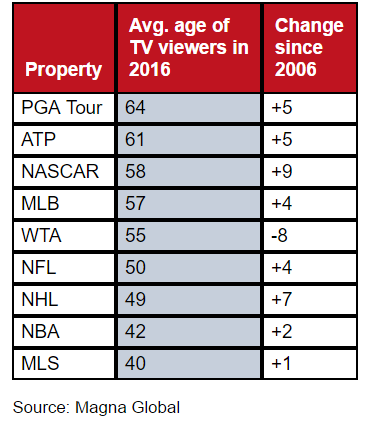 Property Avg. age of TV viewers in 2016 Change since 2006
PGA Tour 64 +5
ATP 61 +5
NASCAR 58 +9
MLB 57 +4
WTA 55 -8
NFL 50 +4
NHL 49 +7
NBA 42 +2
MLS 40 +1
Source: Magna Global